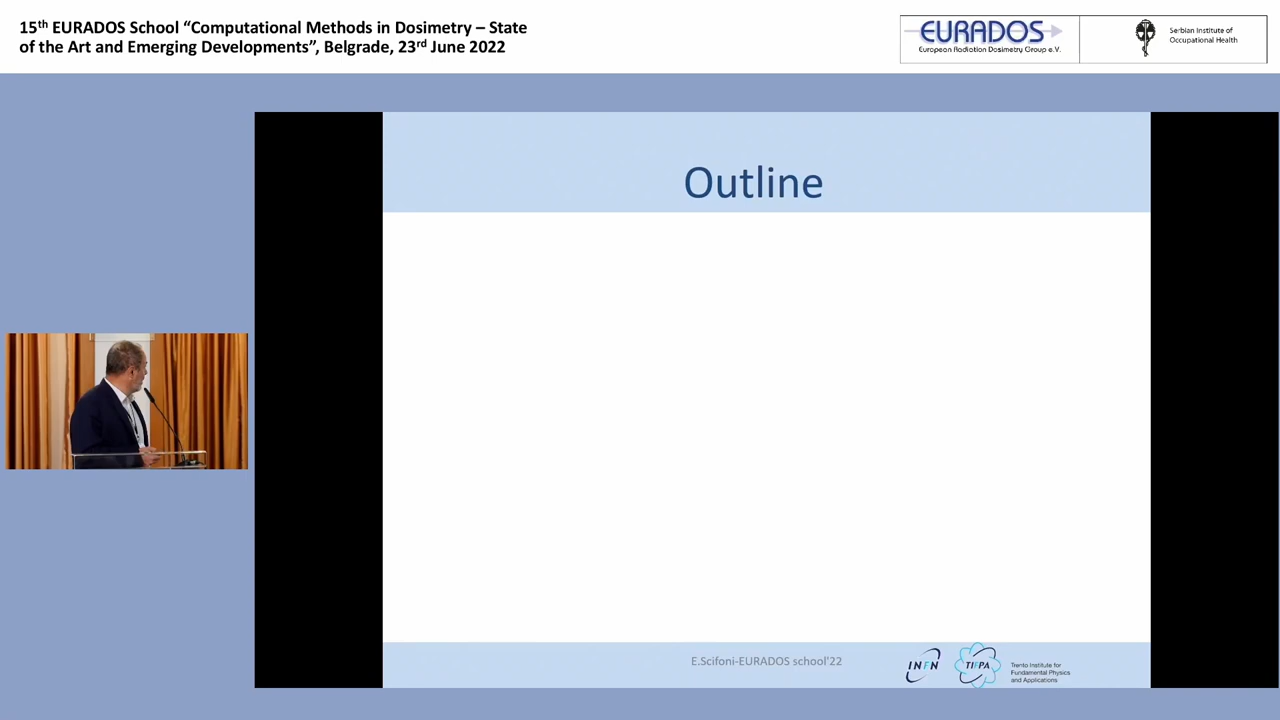 15th EURADOS School “Computational Methods in Dosimetry – State
of the Art and Emerging Developments”, Belgrade, 23rd June 2022
EURADOS
European Radiation Dosimetry Group e.V.
Serbian Institute of
Occupational Health
Outline
E.Scifoni-EURADOS school'22
INFN
TIFPA
Trento Institute for
Fundamental Physics
and Applications